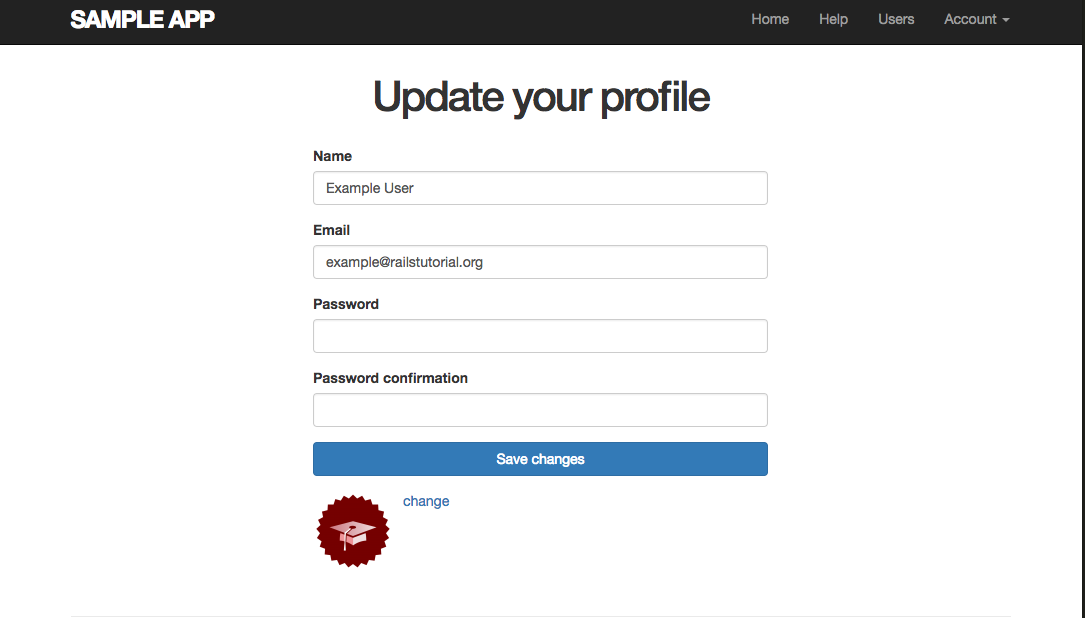 SAMPLE APP Home Help Users Account
Update your profile
Name
Example User
Email
example@railstutorial.org
Password
Password confirmation
Save changes
change